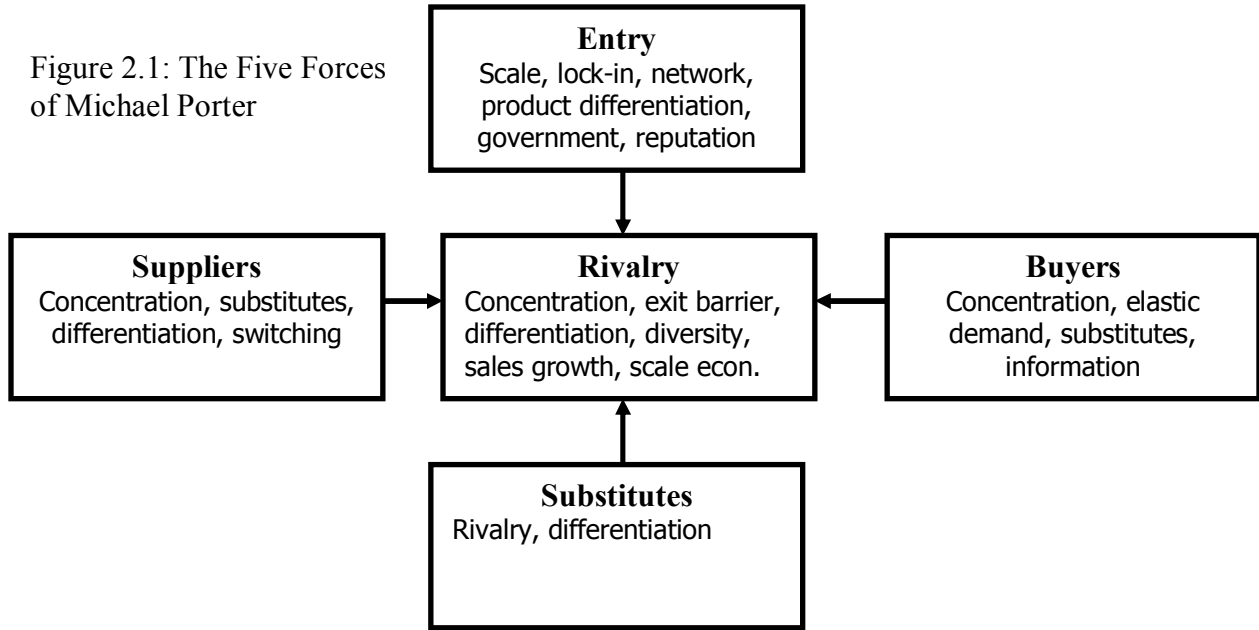 Figure 2.1: The Five Forces
of Michael Porter
Entry
Scale, lock-in, network,
product differentiation,
government, reputation
Suppliers
Concentration, substitutes,
differentiation, switching
Rivalry
Concentration, exit barrier,
differentiation, diversity,
sales growth, scale econ.
Buyers
Concentration, elastic
demand, substitutes,
information
Substitutes
Rivalry, differentiation